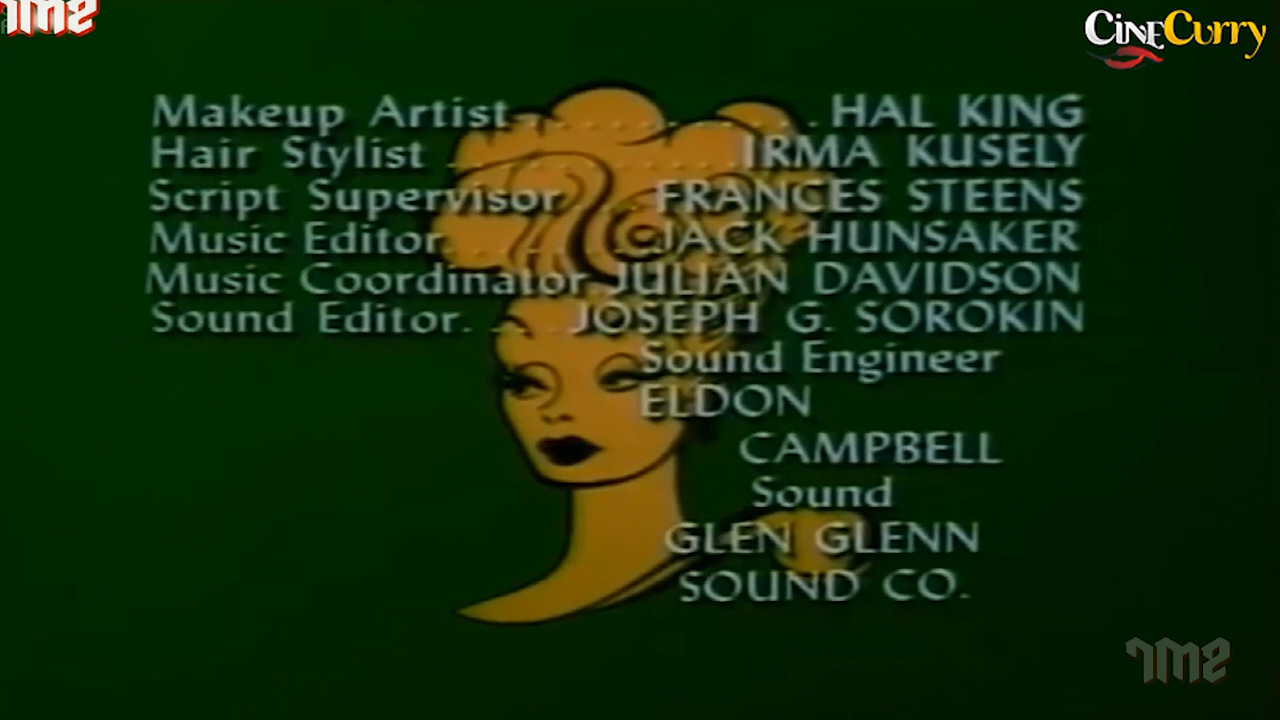 CineCurry
Makeup Artist . . . . . . . . . . HAL KING
Hair Stylist . . . . . . . . . . IRMA KUSELY
Script Supervisor . . FRANCES STEENS
Music Editor. . . . . . JACK HUNSAKER
Music Coordinator JULIAN DAVIDSON
Sound Editor. . . . JOSEPH G. SOROKIN
Sound Engineer
ELDON
CAMPBELL
Sound
GLEN GLENN
SOUND CO.